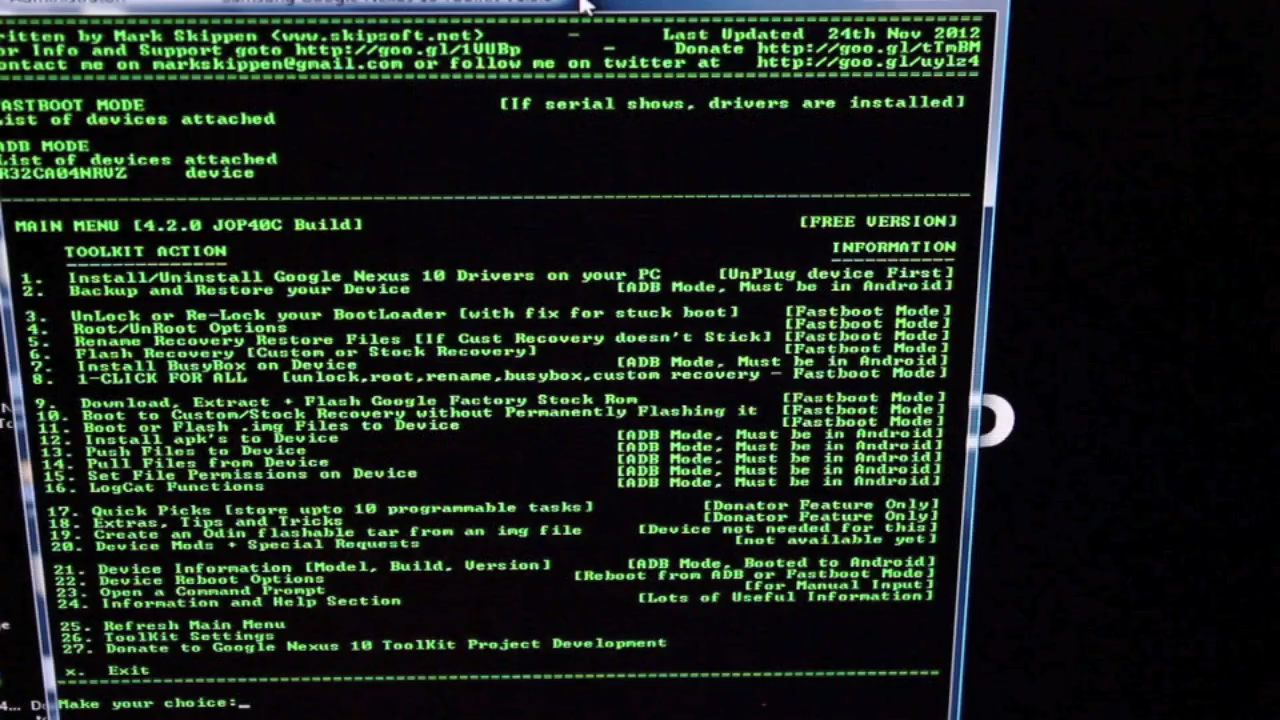 ritten by Mark Skippen <www.skipsoft.net> - Last Updated 24th Nov 2012
or Info and Support goto http://goo.gl/1VUBp - Donate http://goo.gl/tTmBM
ontact me on markskippen@gmail.com or follow me on twitter at http://goo.gl/uylz4
FASTBOOT MODE [If serial shows, drivers are installed]
List of devices attached
ADB MODE
List of devices attached
R32CA04NRVZ device
MAIN MENU [4.2.0 JOP40C Build] [FREE VERSION]
TOOLKIT ACTION INFORMATION
1. Install/Uninstall Google Nexus 10 Drivers on your PC [UnPlug device First]
2. Backup and Restore your Device [ADB Mode, Must be in Android]
3. UnLock or Re-Lock your BootLoader [with fix for stuck boot] [Fastboot Mode]
4. Root/UnRoot Options [Fastboot Mode]
5. Rename Recovery Restore Files [If Cust Recovery doesn't Stick] [Fastboot Mode]
6. Flash Recovery [Custom or Stock Recovery] [Fastboot Mode]
7. Install BusyBox on Device [ADB Mode, Must be in Android]
8. 1-CLICK FOR ALL [unlock,root,rename,busybox,custom recovery - Fastboot Mode]
9. Download, Extract + Flash Google Factory Stock Rom [Fastboot Mode]
10. Boot to Custom/Stock Recovery without Permanently Flashing it [Fastboot Mode]
11. Boot or Flash .img Files to Device [Fastboot Mode]
12. Install apk's to Device [ADB Mode, Must be in Android]
13. Push Files to Device [ADB Mode, Must be in Android]
14. Pull Files from Device [ADB Mode, Must be in Android]
15. Set File Permissions on Device [ADB Mode, Must be in Android]
16. LogCat Functions [ADB Mode, Must be in Android]
17. Quick Picks [store upto 10 programmable tasks] [Donator Feature Only]
18. Extras, Tips and Tricks [Donator Feature Only]
19. Create an Odin flashable tar from an img file [Device not needed for this]
20. Device Mods + Special Requests [not available yet]
21. Device Information [Model, Build, Version] [ADB Mode, Booted to Android]
22. Device Reboot Options [Reboot from ADB or Fastboot Mode]
23. Open a Command Prompt [for Manual Input]
24. Information and Help Section [Lots of Useful Information]
25. Refresh Main Menu
26. ToolKit Settings
27. Donate to Google Nexus 10 ToolKit Project Development
x. Exit
Make your choice:_